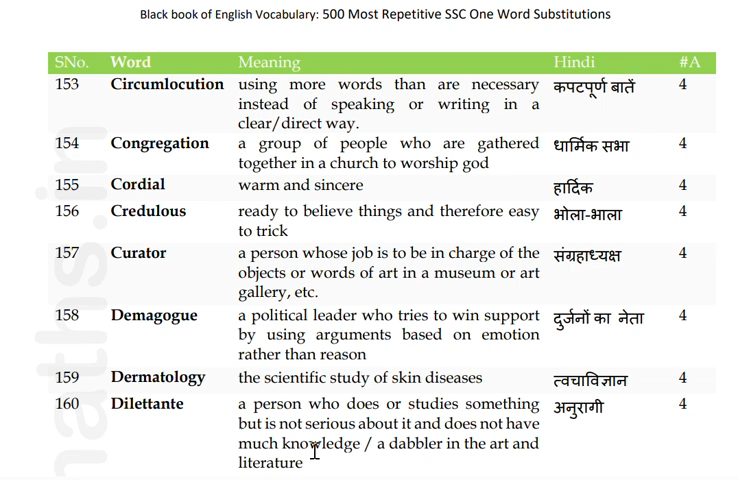 Black book of English Vocabulary: 500 Most Repetitive SSC One Word Substitutions
SNo. Word Meaning Hindi #A
153 Circumlocution using more words than are necessary कपटपूर्ण बातें 4
instead of speaking or writing in a
clear/direct way.
154 Congregation a group of people who are gathered धार्मिक सभा 4
together in a church to worship god
155 Cordial warm and sincere हार्दिक 4
156 Credulous ready to believe things and therefore easy भोला-भाला 4
to trick
157 Curator a person whose job is to be in charge of the संग्रहाध्यक्ष 4
objects or words of art in a museum or art
gallery, etc.
158 Demagogue a political leader who tries to win support दुर्जनों का नेता 4
by using arguments based on emotion
rather than reason
159 Dermatology the scientific study of skin diseases त्वचाविज्ञान 4
160 Dilettante a person who does or studies something अनुरागी 4
but is not serious about it and does not have
much knowledge / a dabbler in the art and
literature
maths.in